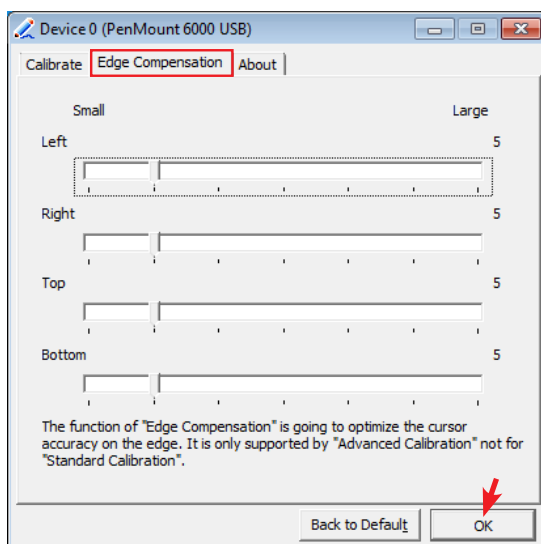 Device 0 (PenMount 6000 USB)
Calibrate Edge Compensation About
Small Large
Left 5
Right 5
Top 5
Bottom 5
The function of "Edge Compensation" is going to optimize the cursor
accuracy on the edge. It is only supported by "Advanced Calibration" not for
"Standard Calibration".
Back to Default OK